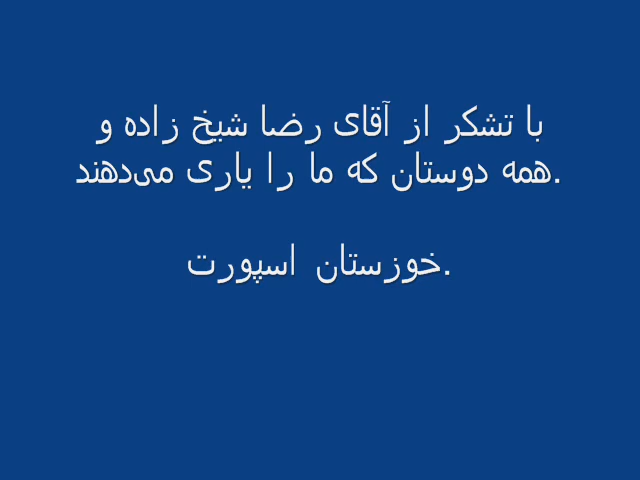 با تشکر از آقای رضا شیخ زاده و
.همه دوستان که ما را یاری می‌دهند
.خوزستان اسپورت